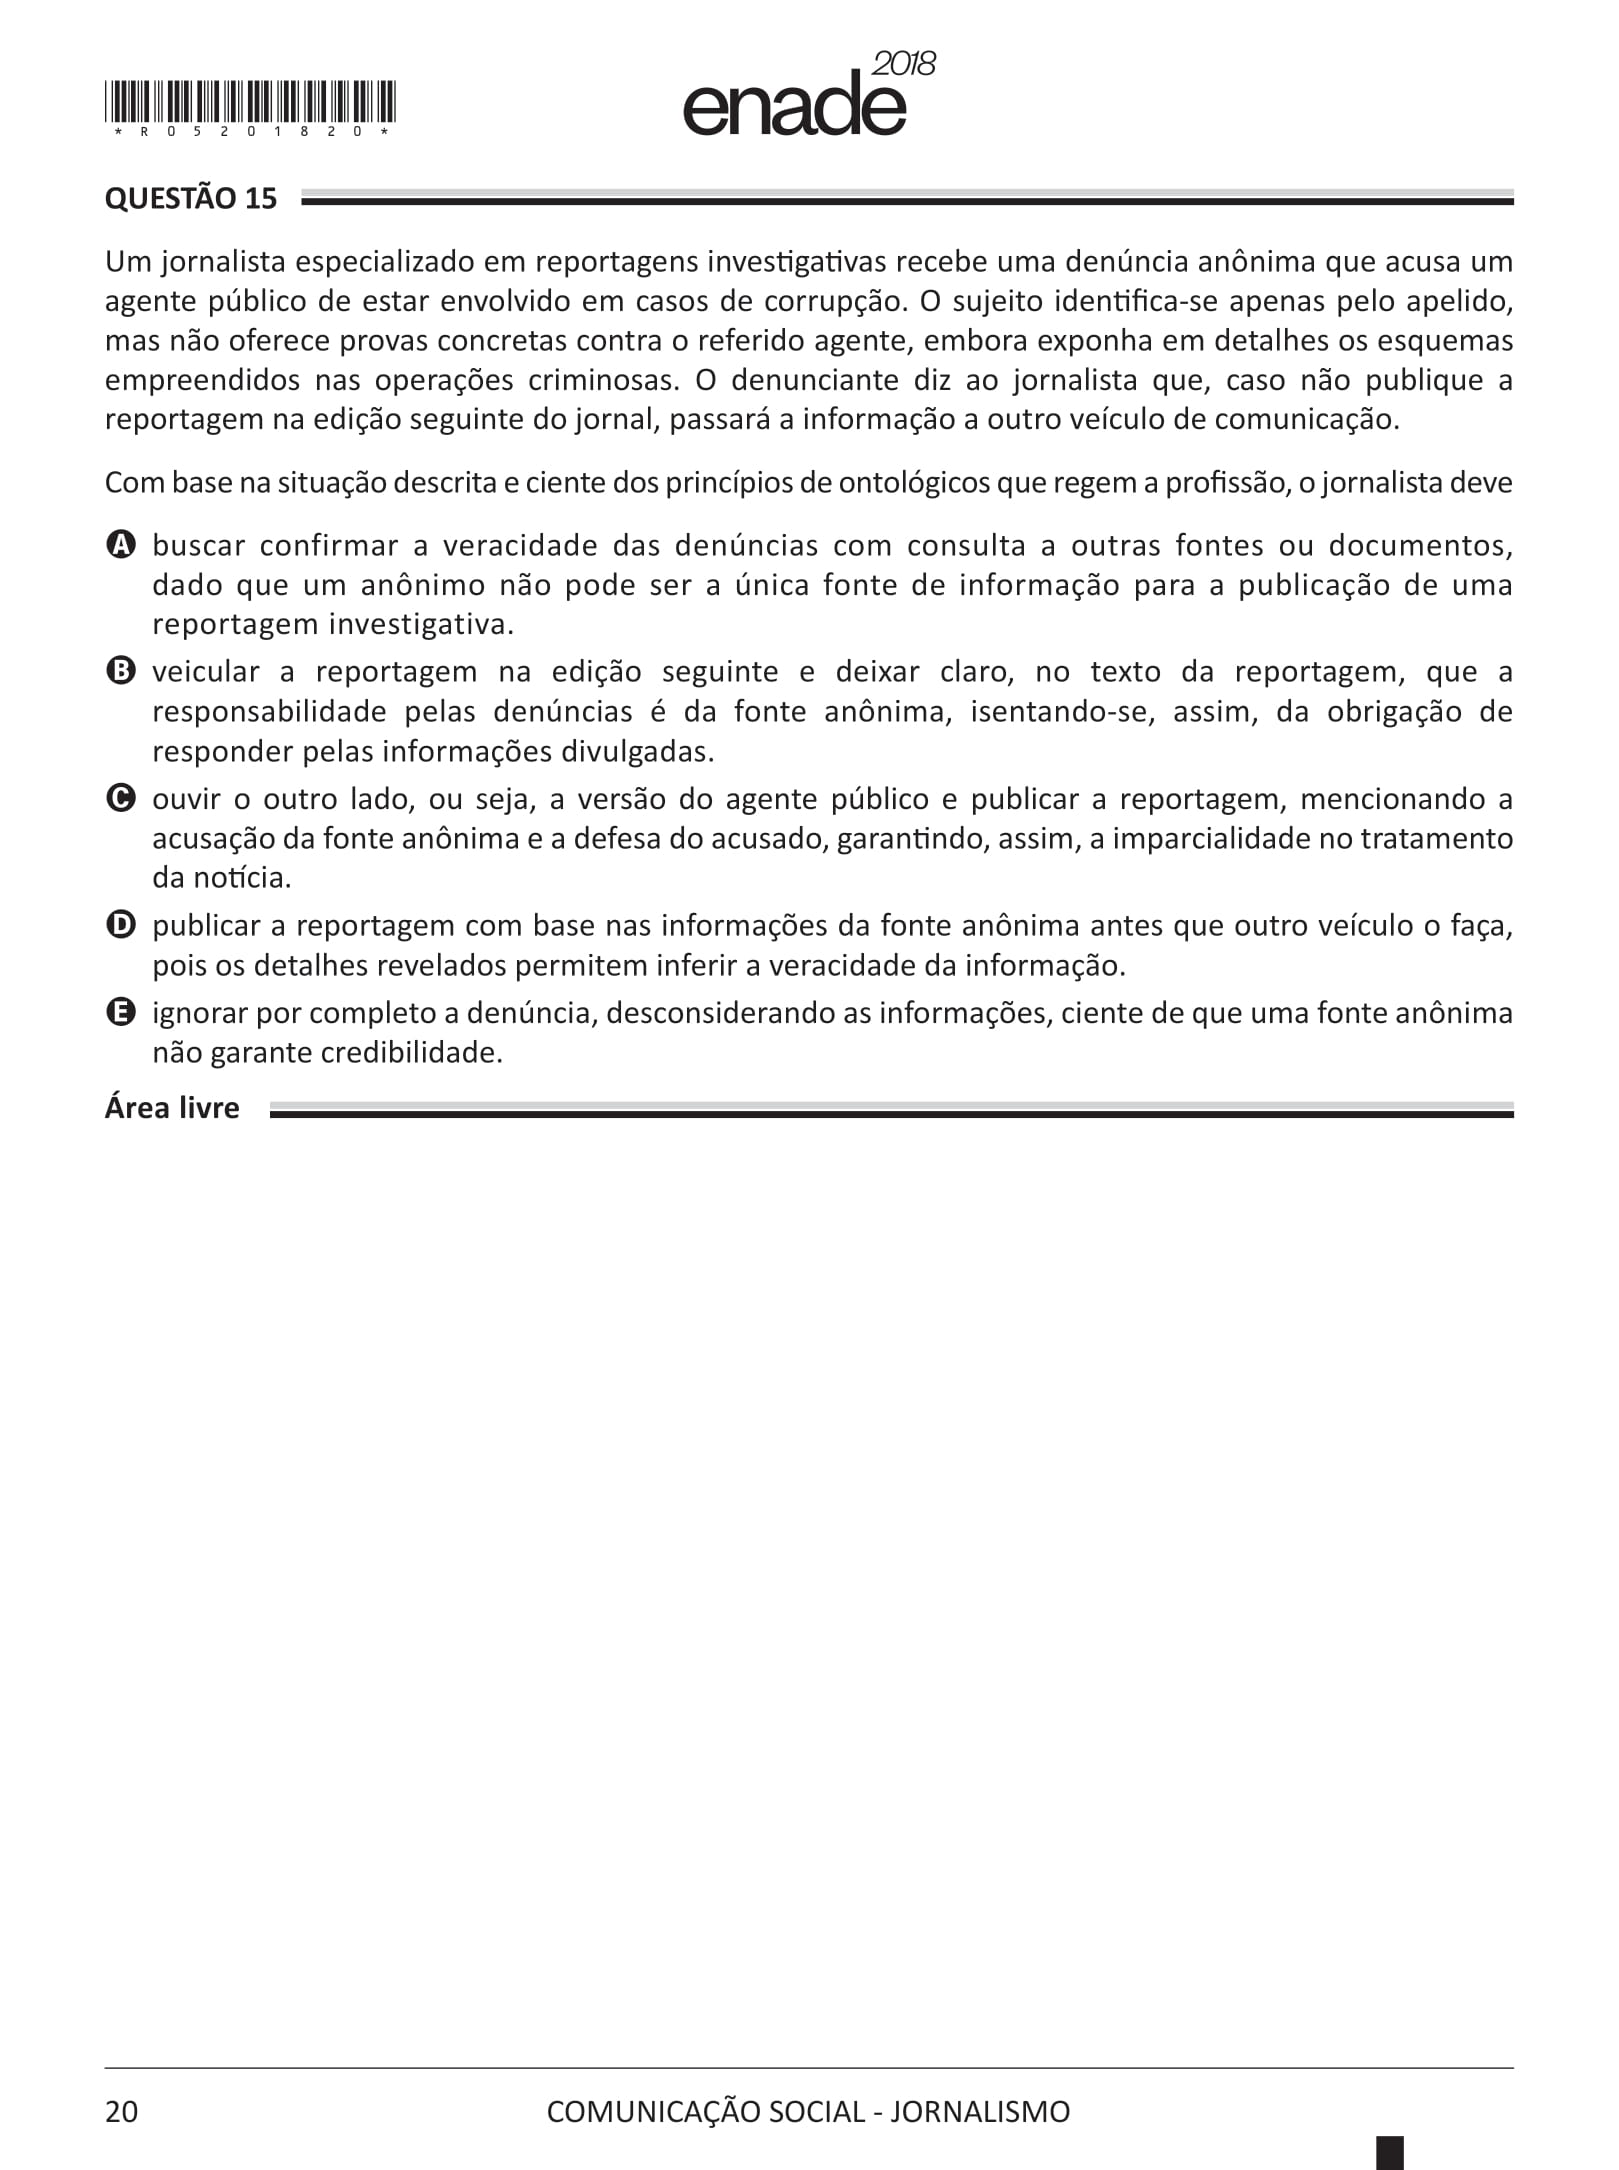 enade 2018
* R 0 5 2 0 1 8 2 0 *
QUESTÃO 15
Um jornalista especializado em reportagens investigativas recebe uma denúncia anônima que acusa um
agente público de estar envolvido em casos de corrupção. O sujeito identifica-se apenas pelo apelido,
mas não oferece provas concretas contra o referido agente, embora exponha em detalhes os esquemas
empreendidos nas operações criminosas. O denunciante diz ao jornalista que, caso não publique a
reportagem na edição seguinte do jornal, passará a informação a outro veículo de comunicação.
Com base na situação descrita e ciente dos princípios de ontológicos que regem a profissão, o jornalista deve
A buscar confirmar a veracidade das denúncias com consulta a outras fontes ou documentos,
dado que um anônimo não pode ser a única fonte de informação para a publicação de uma
reportagem investigativa.
B veicular a reportagem na edição seguinte e deixar claro, no texto da reportagem, que a
responsabilidade pelas denúncias é da fonte anônima, isentando-se, assim, da obrigação de
responder pelas informações divulgadas.
C ouvir o outro lado, ou seja, a versão do agente público e publicar a reportagem, mencionando a
acusação da fonte anônima e a defesa do acusado, garantindo, assim, a imparcialidade no tratamento
da notícia.
D publicar a reportagem com base nas informações da fonte anônima antes que outro veículo o faça,
pois os detalhes revelados permitem inferir a veracidade da informação.
E ignorar por completo a denúncia, desconsiderando as informações, ciente de que uma fonte anônima
não garante credibilidade.
Área livre
20
COMUNICAÇÃO SOCIAL - JORNALISMO